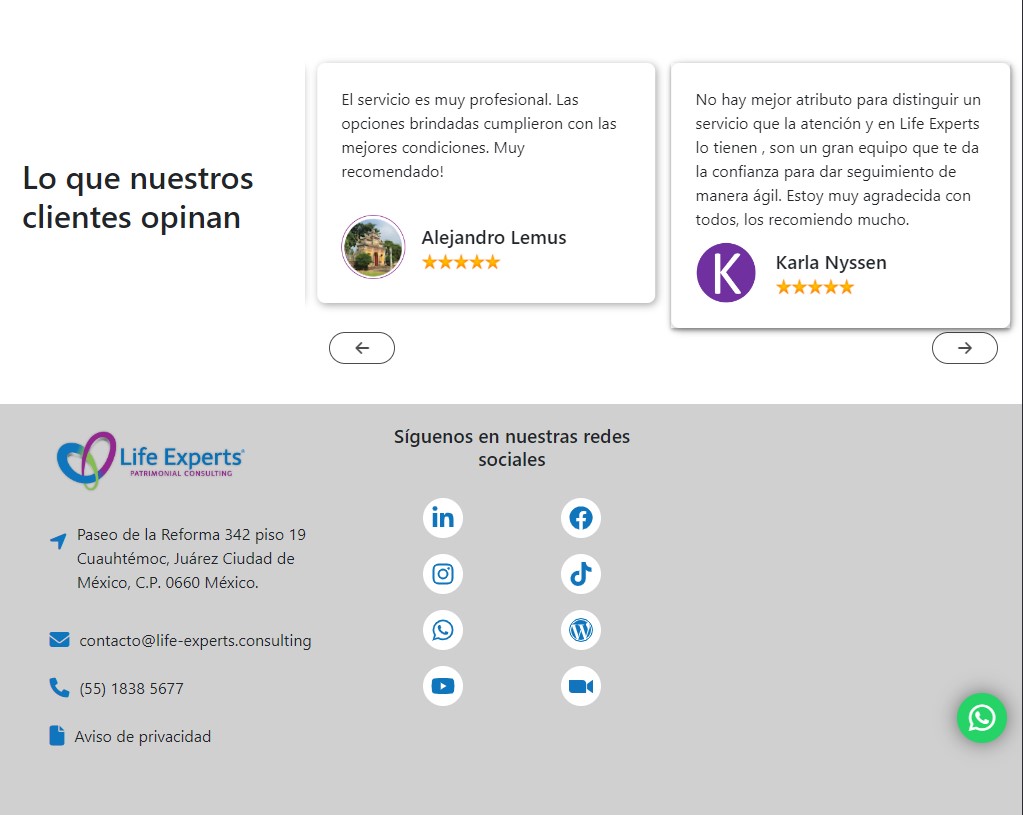 Lo que nuestros
clientes opinan
El servicio es muy profesional. Las
opciones brindadas cumplieron con las
mejores condiciones. Muy
recomendado!
Alejandro Lemus
No hay mejor atributo para distinguir un
servicio que la atención y en Life Experts
lo tienen , son un gran equipo que te da
la confianza para dar seguimiento de
manera ágil. Estoy muy agradecida con
todos, los recomiendo mucho.
K
Karla Nyssen
Life Experts
PATRIMONIAL CONSULTING
Paseo de la Reforma 342 piso 19
Cuauhtémoc, Juárez Ciudad de
México, C.P. 0660 México.
contacto@life-experts.consulting
(55) 1838 5677
Aviso de privacidad
Síguenos en nuestras redes
sociales